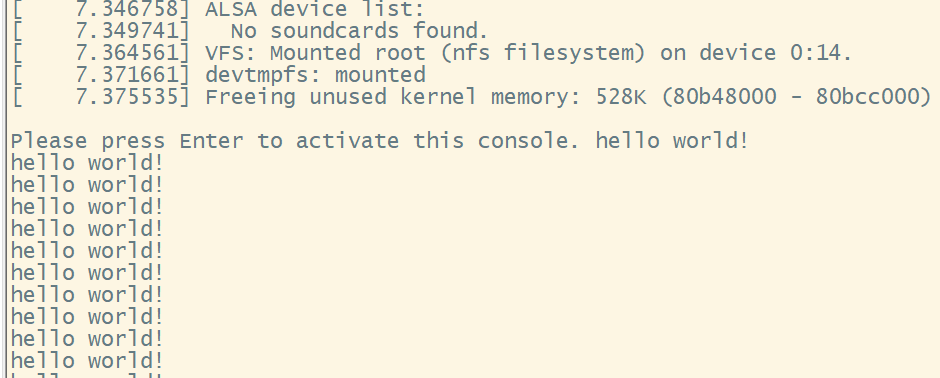 [    7.346758] ALSA device list:
[    7.349741]   No soundcards found.
[    7.364561] VFS: Mounted root (nfs filesystem) on device 0:14.
[    7.371661] devtmpfs: mounted
[    7.375535] Freeing unused kernel memory: 528K (80b48000 - 80bcc000)
Please press Enter to activate this console. hello world!
hello world!
hello world!
hello world!
hello world!
hello world!
hello world!
hello world!
hello world!
hello world!
hello world!
hello world!